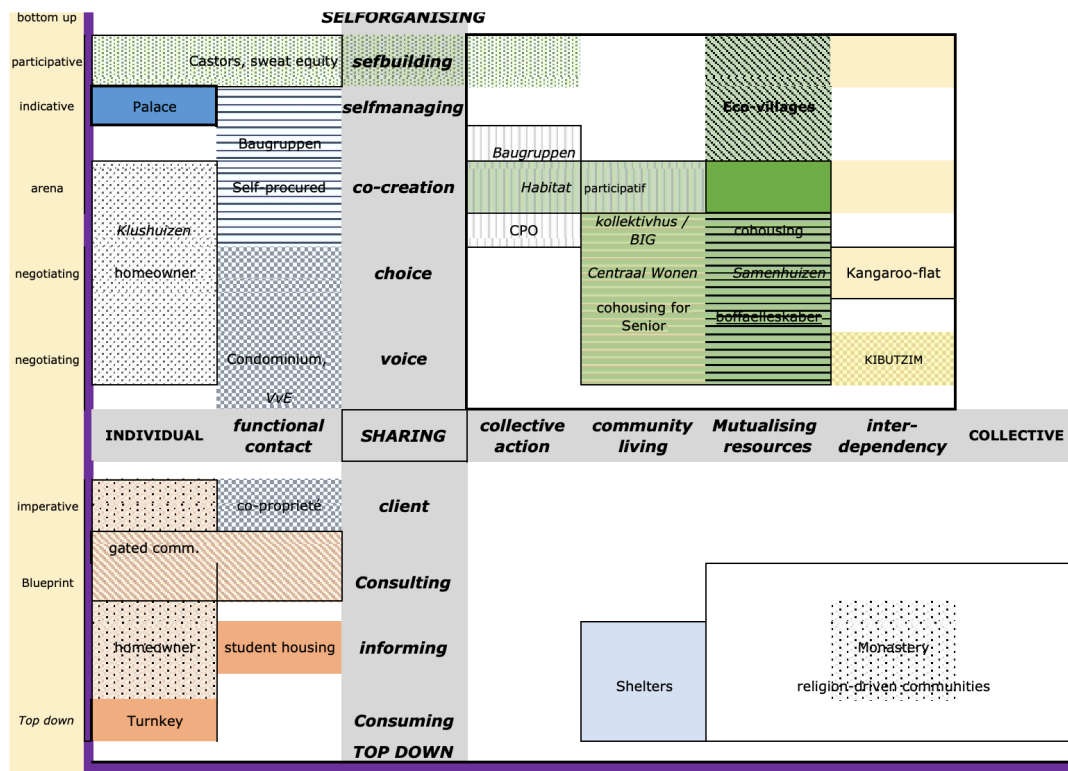 bottom up
SELFORGANISING
participative
Castors, sweat equity
sefbuilding
indicative
Palace
selfmanaging
Eco-villages
Baugruppen
Baugruppen
arena
Self-procured
co-creation
Habitat
participatif
Klushuizen
CPO
kollektivhus /
BIG
cohousing
negotiating
homeowner
choice
Centraal Wonen
Samenhuizen
Kangaroo-flat
cohousing for
Senior
boffaelleskaber
negotiating
Condominium,
voice
KIBUTZIM
VvE
INDIVIDUAL
functional
contact
SHARING
collective
action
community
living
Mutualising
resources
inter-
dependency
COLLECTIVE
imperative
co-propriété
client
gated comm.
Blueprint
Consulting
homeowner
student housing
informing
Monastery
Shelters
religion-driven communities
Top down
Turnkey
Consuming
TOP DOWN